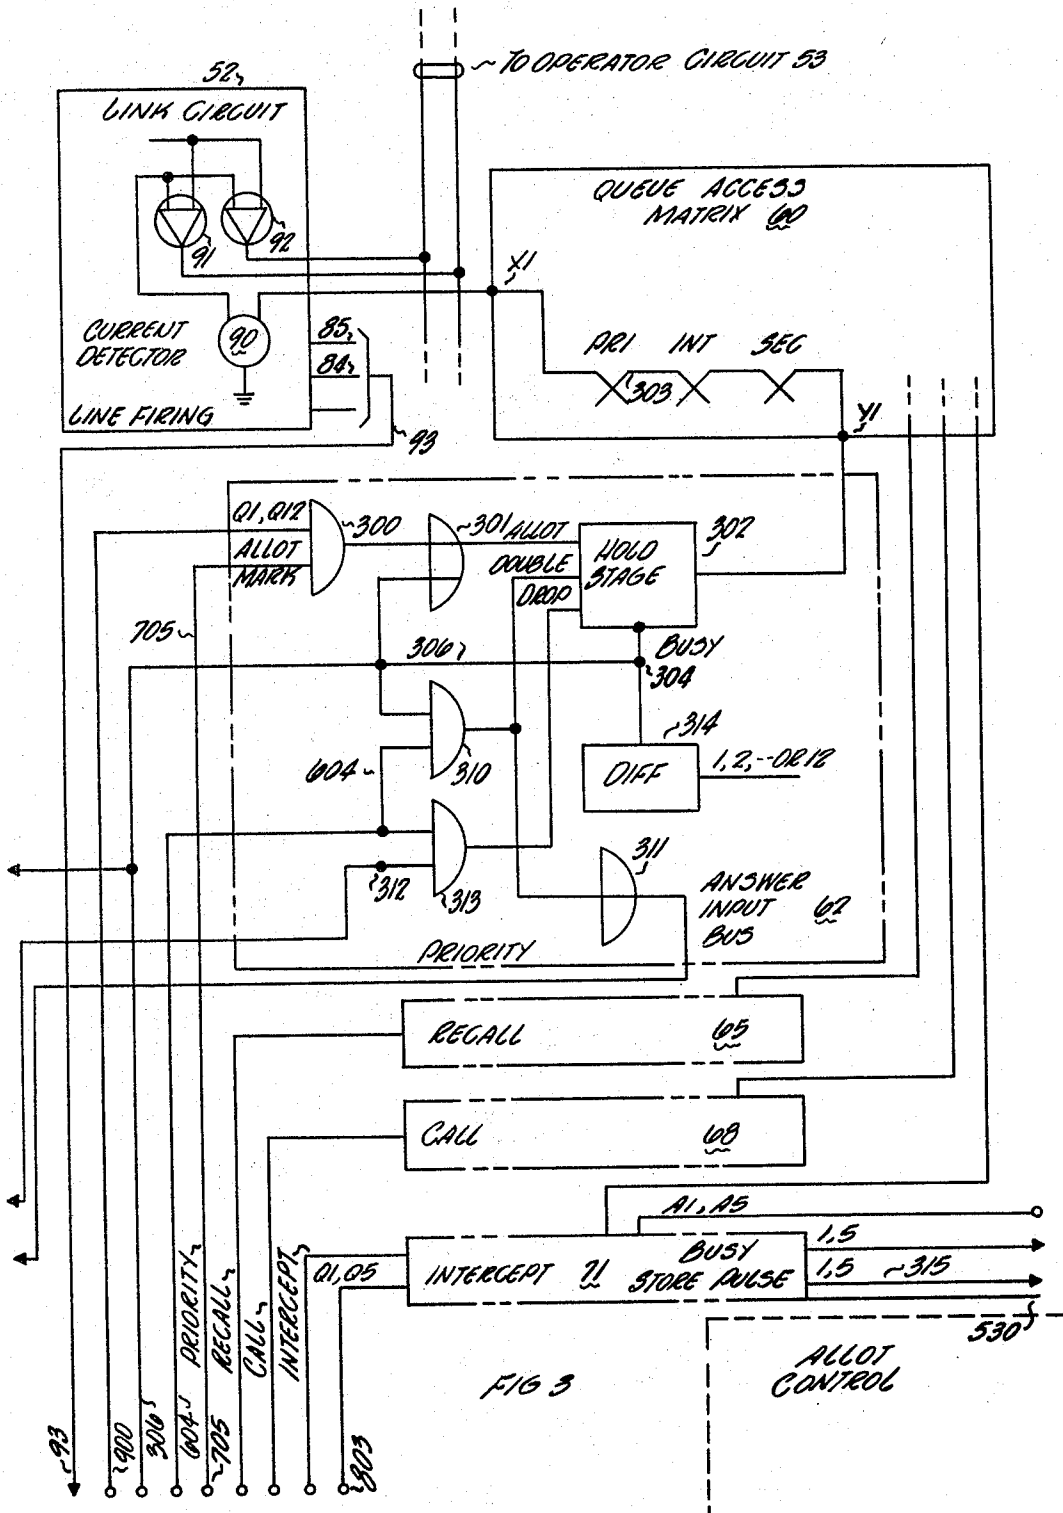 TO OPERATOR CIRCUIT 53
52
LINK CIRCUIT
QUEUE ACCESS
MATRIX 60
91
92
X1
CURRENT
DETECTOR
90
85
84
PRI
INT
SEC
303
LINE FIRING
93
Y1
Q1, Q12
300
301
ALLOT
302
ALLOT
MARK
DOUBLE
DROP
HOLD
STAGE
705
306
BUSY
304
314
604
310
DIFF
1, 2, -- OR 12
311
312
313
ANSWER
INPUT 62
BUS
PRIORITY
RECALL 65
CALL 68
A1, A5
INTERCEPT 71
BUSY
STORE PULSE
1,5
1,5
315
Q1, Q5
530
PRIORITY
RECALL
CALL
INTERCEPT
ALLOT
CONTROL
FIG 3
93
900
306
604
705
803